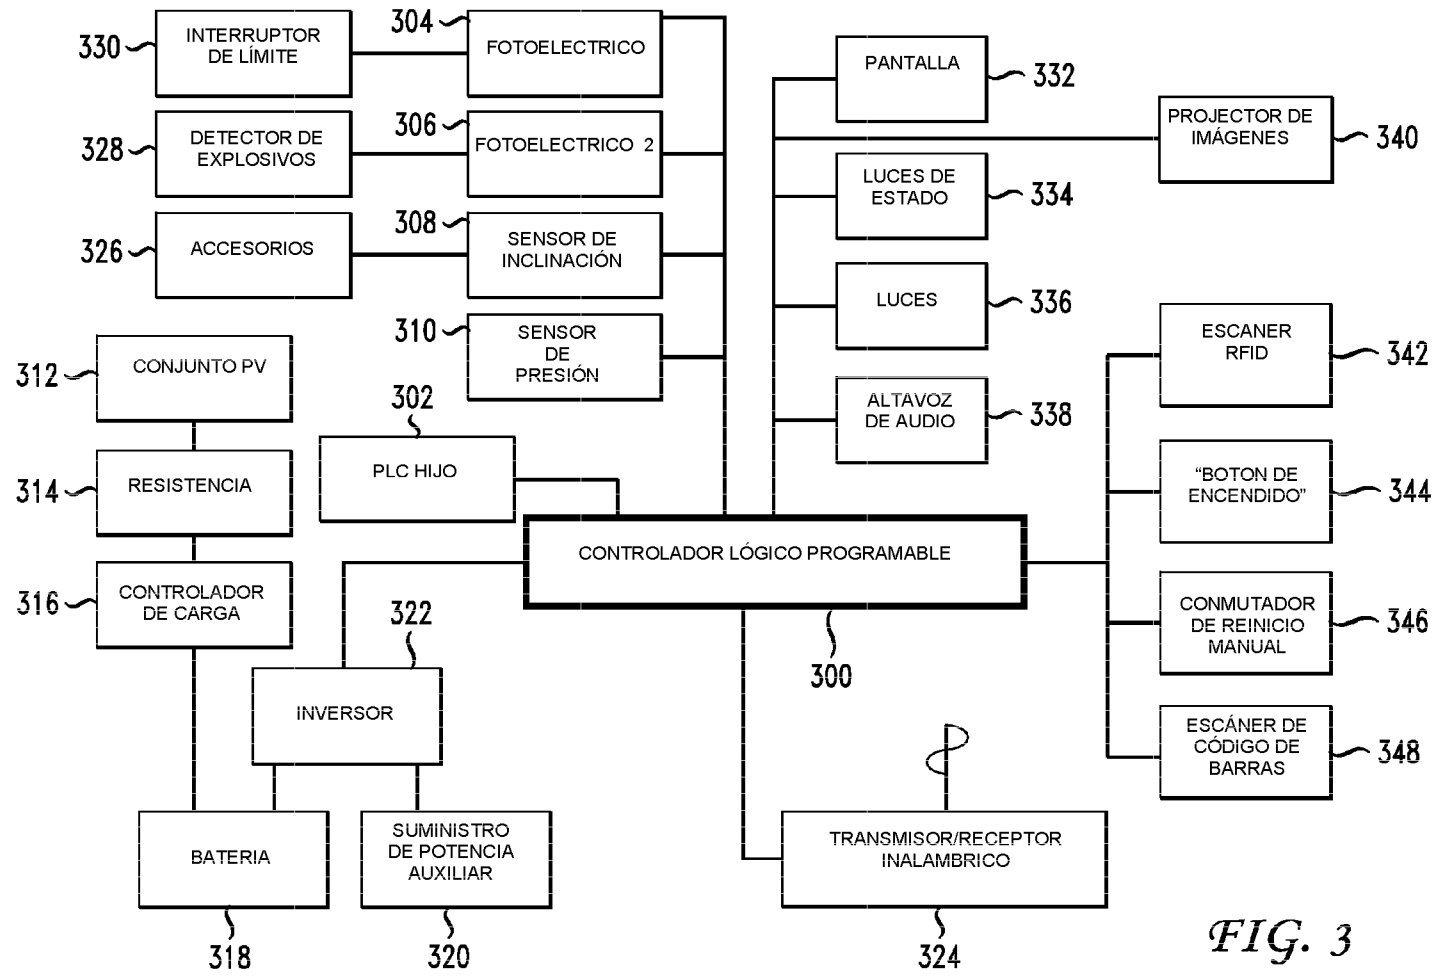 330
INTERRUPTOR
DE LÍMITE
304
FOTOELECTRICO
328
DETECTOR DE
EXPLOSIVOS
306
FOTOELECTRICO 2
326
ACCESORIOS
308
SENSOR DE
INCLINACIÓN
310
SENSOR
DE
PRESIÓN
PANTALLA
332
PROJECTOR DE
IMÁGENES
340
LUCES DE
ESTADO
334
LUCES
336
ALTAVOZ
DE AUDIO
338
312
CONJUNTO PV
302
PLC HIJO
314
RESISTENCIA
316
CONTROLADOR
DE CARGA
CONTROLADOR LÓGICO PROGRAMABLE
300
322
INVERSOR
BATERIA
318
SUMINISTRO
DE POTENCIA
AUXILIAR
320
TRANSMISOR/RECEPTOR
INALAMBRICO
324
ESCANER
RFID
342
“BOTON DE
ENCENDIDO”
344
CONMUTADOR
DE REINICIO
MANUAL
346
ESCÁNER DE
CÓDIGO DE
BARRAS
348
FIG. 3